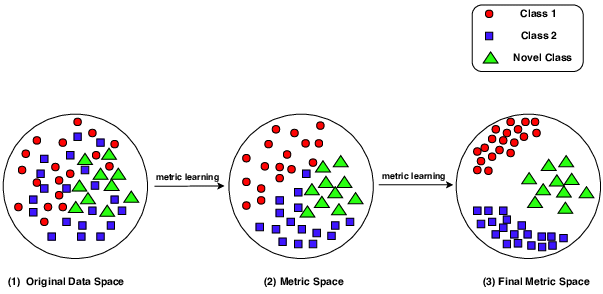 Class 1
Class 2
Novel Class
metric learning
metric learning
(1) Original Data Space
(2) Metric Space
(3) Final Metric Space